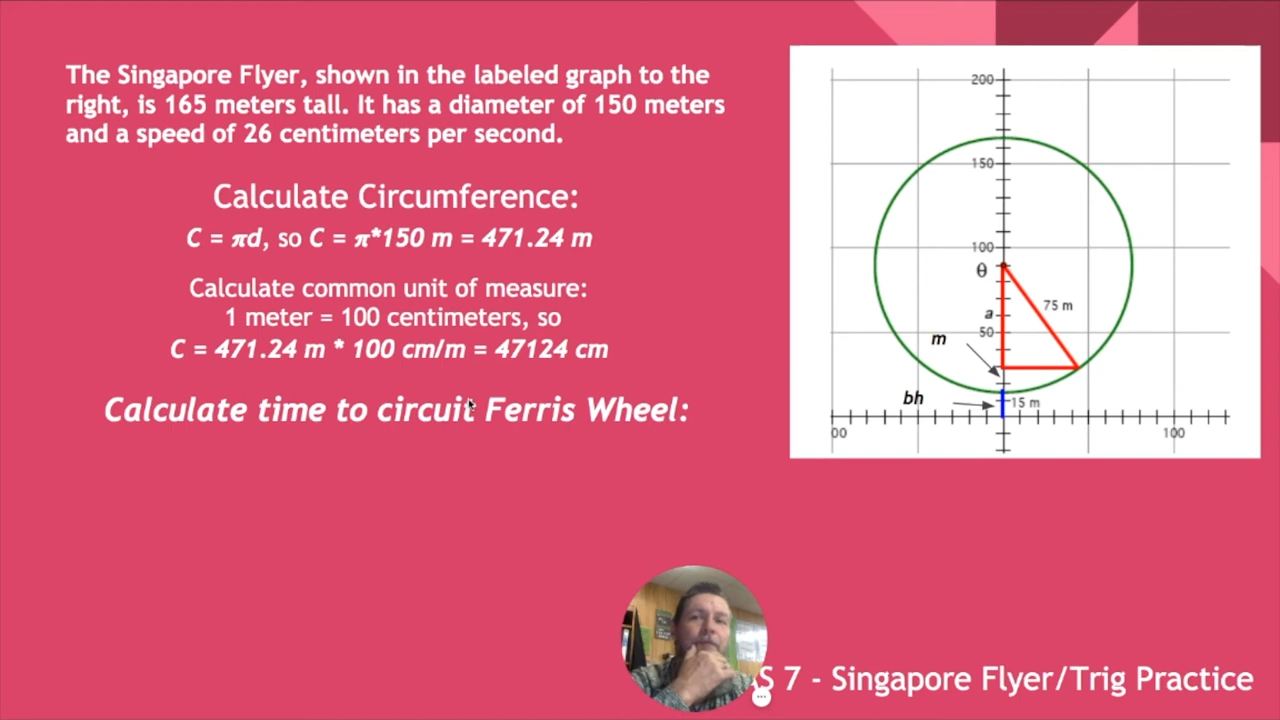 The Singapore Flyer, shown in the labeled graph to the
right, is 165 meters tall. It has a diameter of 150 meters
and a speed of 26 centimeters per second.
Calculate Circumference:
C = πd, so C = π*150 m = 471.24 m
Calculate common unit of measure:
1 meter = 100 centimeters, so
C = 471.24 m * 100 cm/m = 47124 cm
Calculate time to circuit Ferris Wheel:
200
150
100
θ
75 m
a
50
m
bh
15 m
00
100
7 - Singapore Flyer/Trig Practice